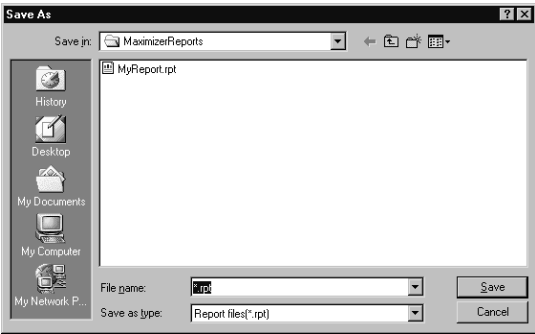 Save As
Save in: MaximizerReports
MyReport.rpt
History
Desktop
My Documents
My Computer
My Network P...
File name: *.rpt Save
Save as type: Report files(*.rpt) Cancel